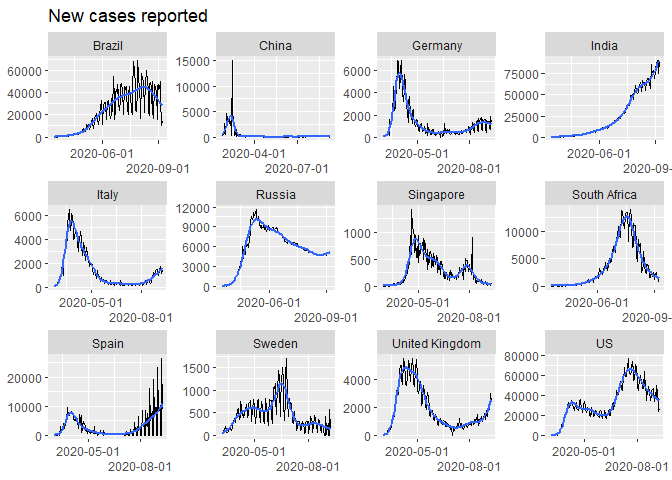 New cases reported
Brazil China Germany India
60000 15000 6000 75000
40000 10000 4000 50000
20000 5000 2000 25000
0 0 0 0
2020-06-01 2020-04-01 2020-05-01 2020-06-01
2020-09-01 2020-07-01 2020-08-01 2020-09-
Italy Russia Singapore South Africa
6000 12000 1000 10000
4000 9000 500 5000
2000 6000 0 0
0 3000
0
2020-05-01 2020-06-01 2020-05-01 2020-06-01
2020-08-01 2020-09-01 2020-08-01 2020-09-
Spain Sweden United Kingdom US
20000 1500 4000 80000
10000 1000 2000 60000
0 500 0 40000
0 20000
0
2020-05-01 2020-05-01 2020-05-01 2020-05-01
2020-08-01 2020-08-01 2020-08-01 2020-08-01